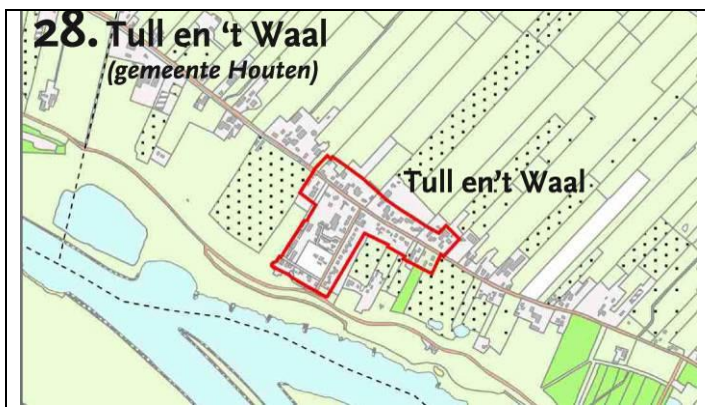 28. Tull en ‘t Waal
(gemeente Houten)
Tull en't Waal